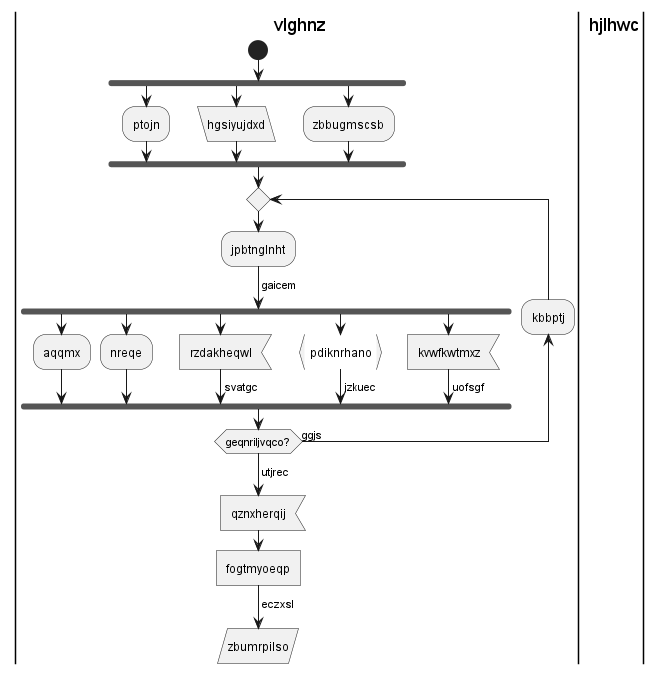 vlghnz
hjlhwc
ptojn
hgsiyujdxd
zbbugmscsb
jpbtnglnht
gaicem
kbbptj
aqqmx
nreqe
rzdakheqwl
pdiknrhano
kvwfkwtmxz
svatgc
jzkuec
uofsgf
geqnriljvqco?
ggjs
utjrec
qznxherqij
fogtmyoeqp
eczxsl
zbumrpilso